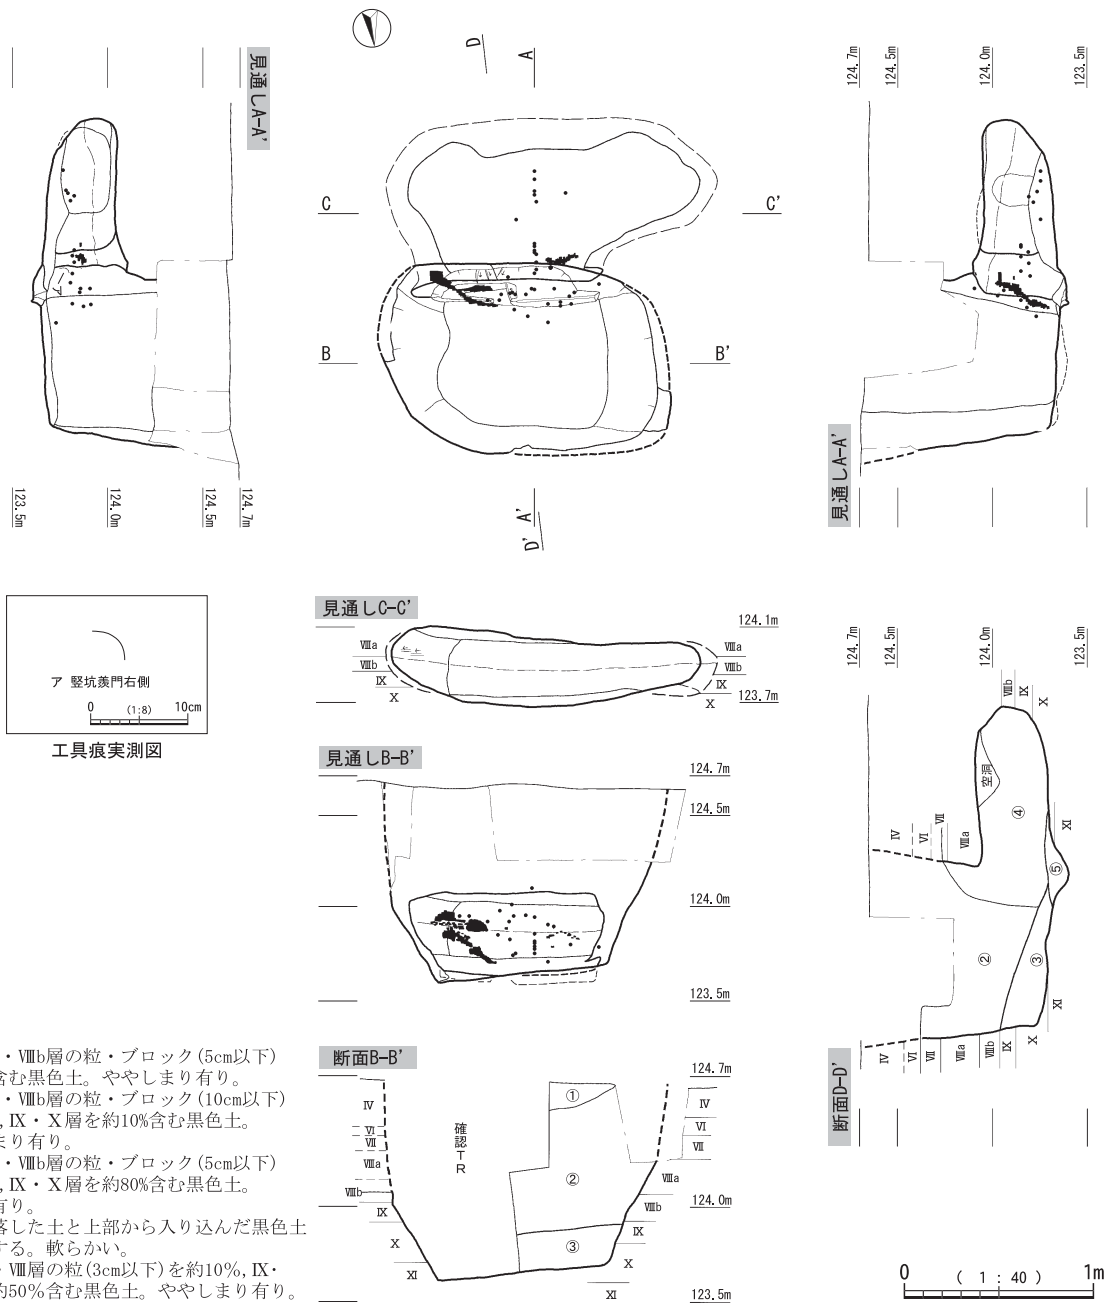 見通しA-A'
123.5m
124.0m
124.5m
124.7m
D
A
C
C'
B
B'
A'
D'
124.7m
124.5m
124.0m
123.5m
見通しA-A'
ア 竪坑羨門右側
0
(1:8)
10cm
工具痕実測図
見通しC-C'
124.1m
Ⅷa
Ⅷb
Ⅸ
Ⅹ
Ⅷa
Ⅷb
Ⅸ
Ⅹ
123.7m
見通しB-B'
124.7m
124.5m
124.0m
123.5m
断面B-B'
124.7m
Ⅳ
Ⅵ
Ⅶ
Ⅷa
Ⅷb
Ⅸ
Ⅹ
Ⅺ
確認TR
①
②
③
Ⅳ
Ⅵ
Ⅶ
Ⅷa
Ⅷb
Ⅸ
Ⅹ
Ⅺ
124.0m
123.5m
124.7m
124.5m
124.0m
123.5m
Ⅷb
Ⅸ
Ⅹ
空洞
④
Ⅺ
Ⅳ
Ⅵ
Ⅶ
Ⅷa
⑤
②
③
Ⅺ
Ⅳ
Ⅵ
Ⅶ
Ⅷa
Ⅷb
Ⅸ
Ⅹ
断面D-D'
・Ⅷb層の粒・ブロック(5cm以下)
含む黒色土。ややしまり有り。
・Ⅷb層の粒・ブロック(10cm以下)
,Ⅸ・Ⅹ層を約10%含む黒色土。
まり有り。
・Ⅷb層の粒・ブロック(5cm以下)
,Ⅸ・Ⅹ層を約80%含む黒色土。
有り。
落した土と上部から入り込んだ黒色土
する。軟らかい。
・Ⅷ層の粒(3cm以下)を約10%,Ⅸ・
約50%含む黒色土。ややしまり有り。
0
( 1 : 40 )
1m